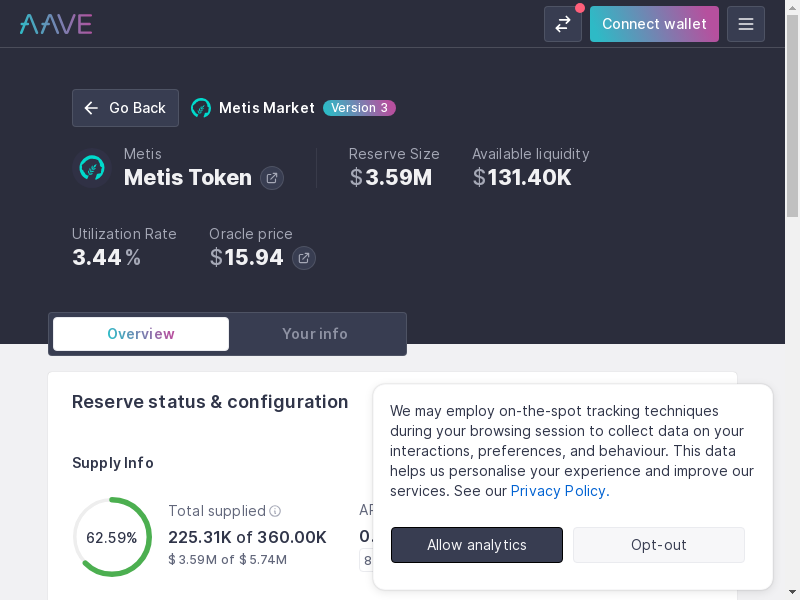 AAVE
Connect wallet
Go Back
Metis Market
Version 3
Metis
Metis Token
Reserve Size
$3.59M
Available liquidity
$131.40K
Utilization Rate
3.44%
Oracle price
$15.94
Overview
Your info
Reserve status & configuration
Supply Info
62.59%
Total supplied
225.31K of 360.00K
$3.59M of $5.74M
AP
0.
8
We may employ on-the-spot tracking techniques
during your browsing session to collect data on your
interactions, preferences, and behaviour. This data
helps us personalise your experience and improve our
services. See our Privacy Policy.
Allow analytics
Opt-out